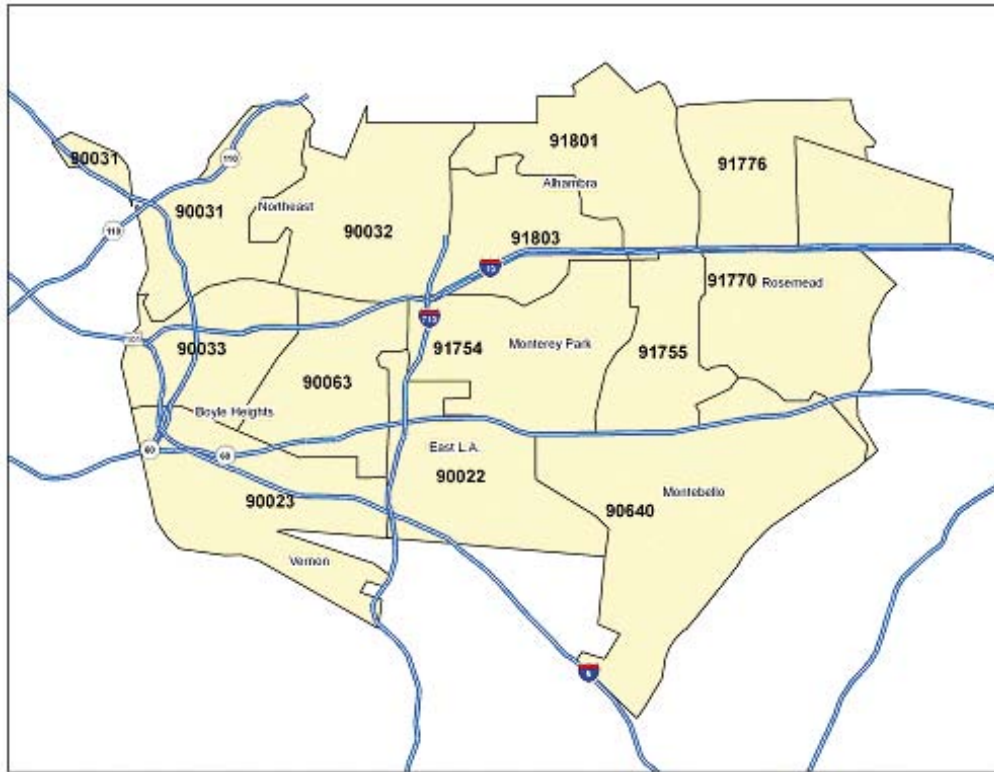 91801
110
90031
91776
Alhambra
Northeast
90031
110
90032
91803
10
91770
Rosemead
710
101
90033
91754
Monterey Park
91755
90063
Boyle Heights
60
60
East L.A.
90022
90023
Montebello
90640
Vernon
5